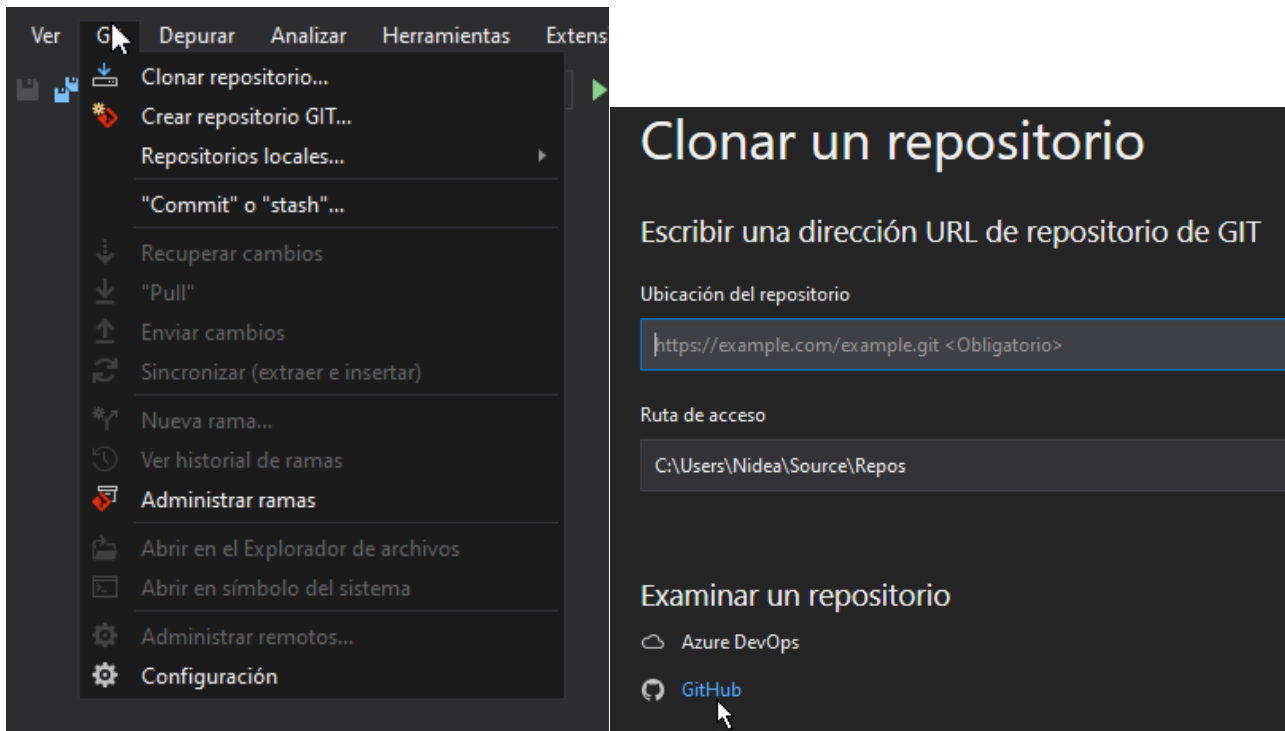 Ver G Depurar Analizar Herramientas Extens
Clonar repositorio...
Crear repositorio GIT...
Repositorios locales...
"Commit" o "stash"...
Recuperar cambios
"Pull"
Enviar cambios
Sincronizar (extraer e insertar)
Nueva rama...
Ver historial de ramas
Administrar ramas
Abrir en el Explorador de archivos
Abrir en símbolo del sistema
Administrar remotos...
Configuración
Clonar un repositorio
Escribir una dirección URL de repositorio de GIT
Ubicación del repositorio
https://example.com/example.git <Obligatorio>
Ruta de acceso
C:\Users\Nidea\Source\Repos
Examinar un repositorio
Azure DevOps
GitHub